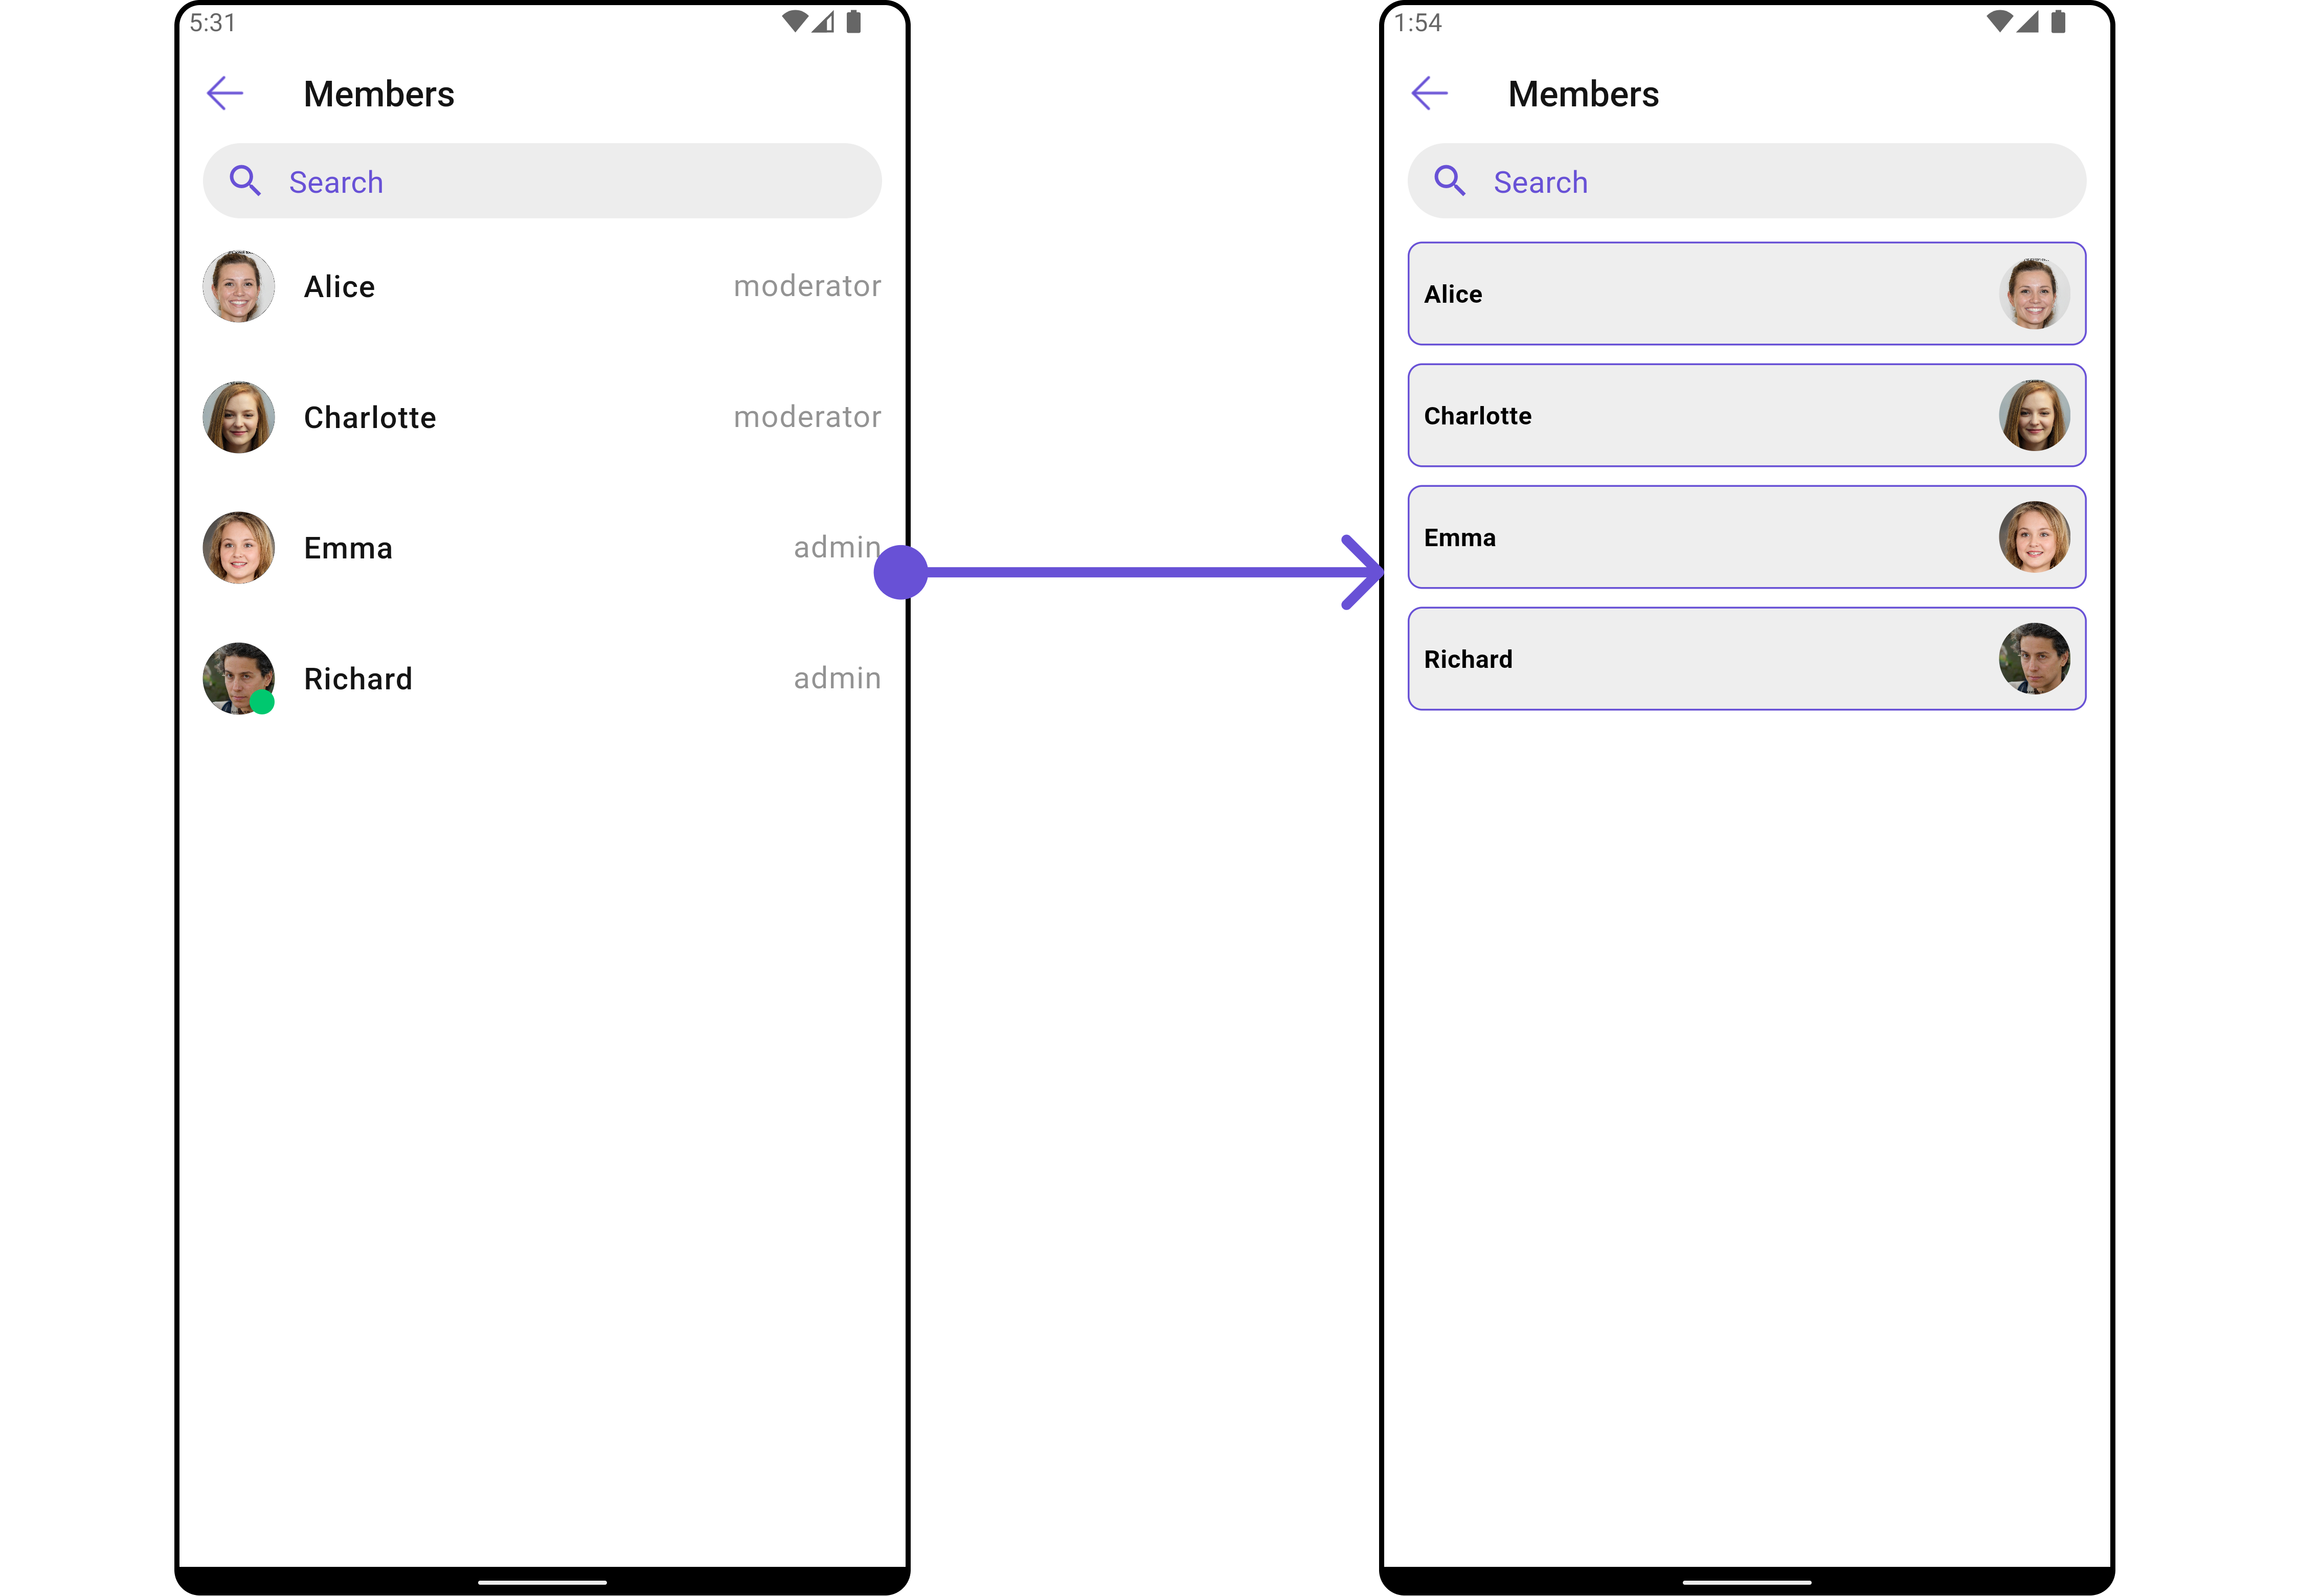 5:31
Members
Search
Alice moderator
Charlotte moderator
Emma admin
Richard admin
1:54
Members
Search
Alice
Charlotte
Emma
Richard